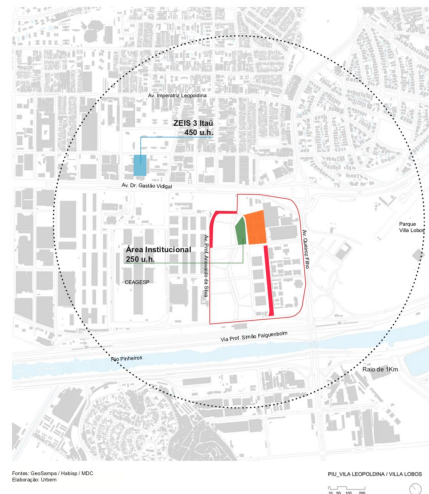 Av. Imperatriz Leopoldina
ZEIS 3 Itaú
450 u.h.
Av. Dr. Gastão Vidigal
Parque
Villa Lobos
Área Institucional
250 u.h.
CEAGESP
Av. Queiroz Filho
Via Prof. Simão Faiguenboim
Rio Pinheiros
Raio de 1Km
Fontes: GeoSampa / Habisp / MDC
Elaboração: Urbem
PIU_VILA LEOPOLDINA / VILLA LOBOS